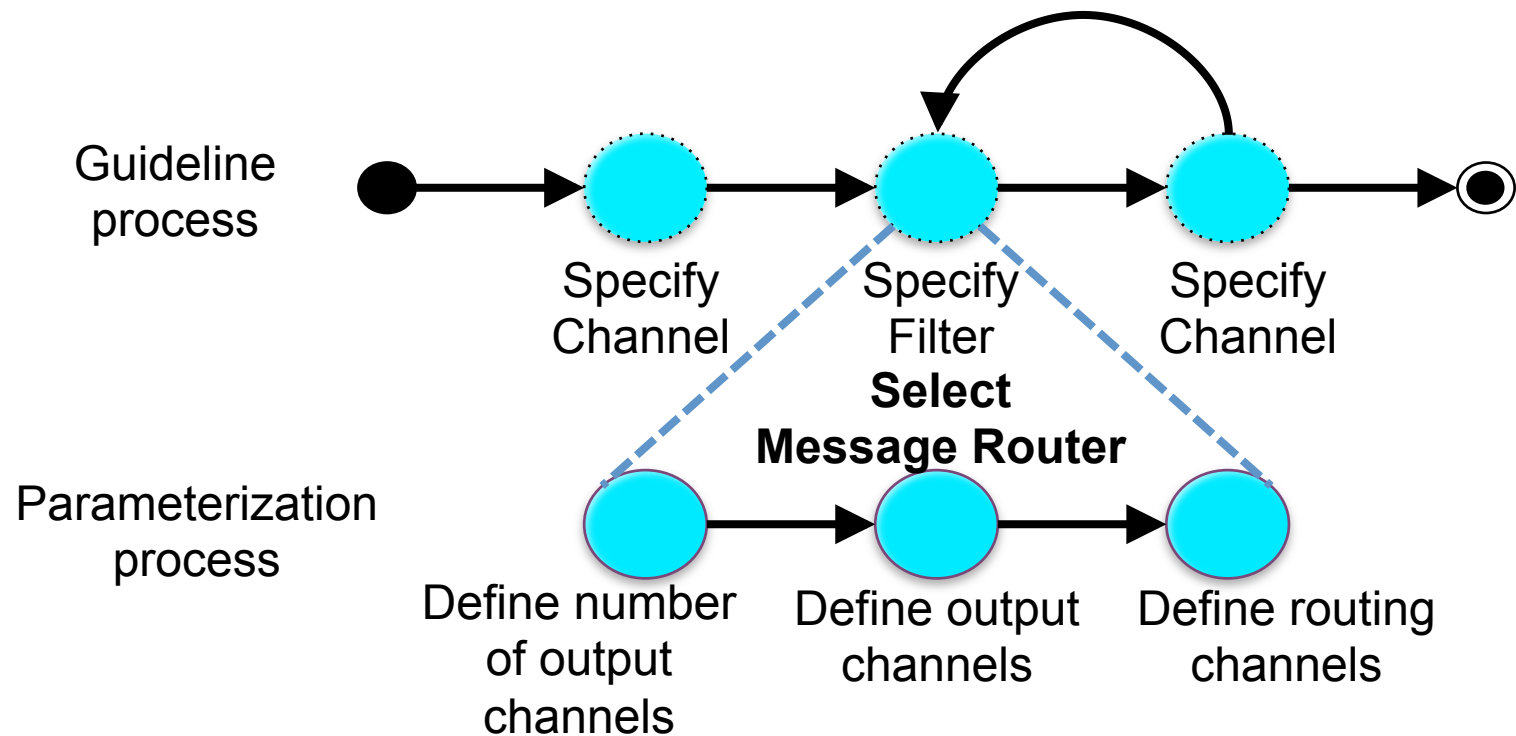 Guideline
process
Specify
Channel
Specify
Filter
Specify
Channel
Select
Message Router
Parameterization
process
Define number
of output
channels
Define output
channels
Define routing
channels